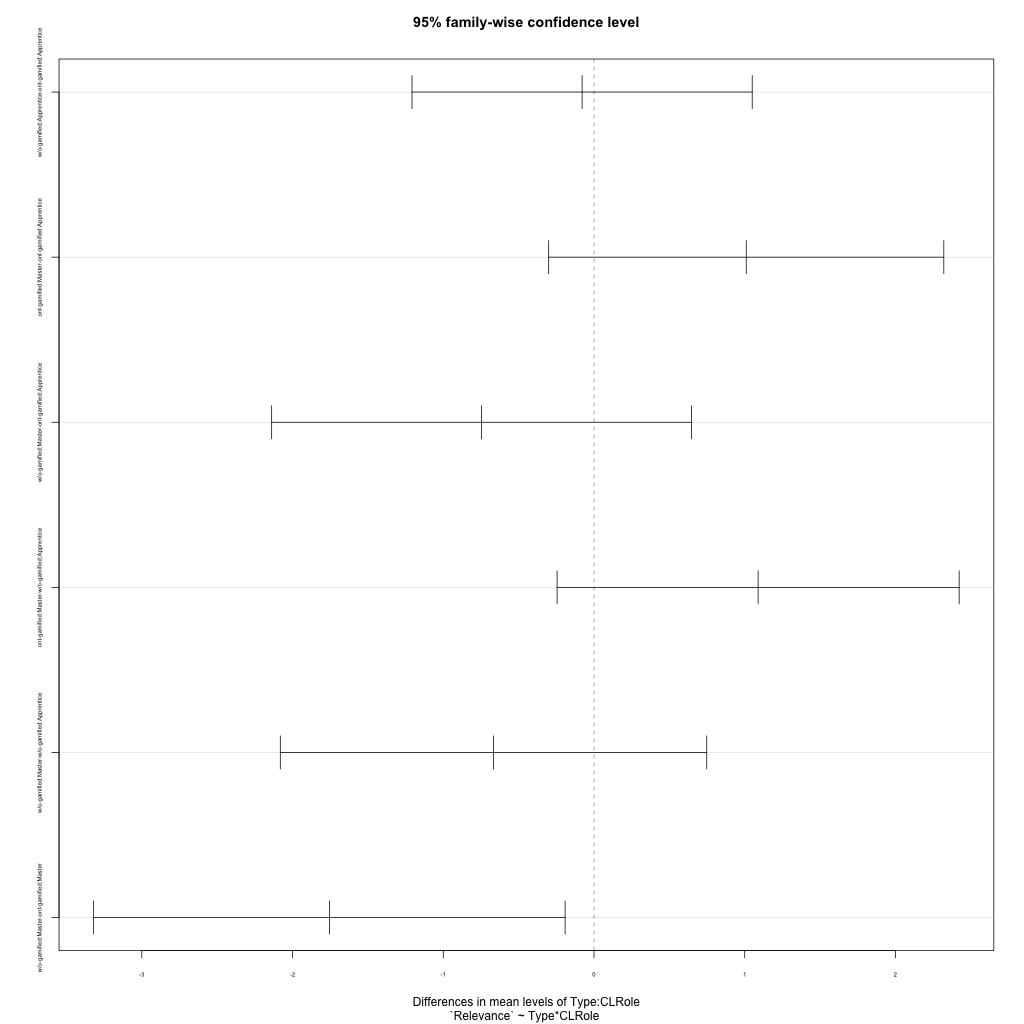 95% family-wise confidence level
w/o-gamified:Apprentice-ont-gamified:Apprentice
ont-gamified:Master-ont-gamified:Apprentice
w/o-gamified:Master-ont-gamified:Apprentice
ont-gamified:Master-w/o-gamified:Apprentice
w/o-gamified:Master-w/o-gamified:Apprentice
w/o-gamified:Master-ont-gamified:Master
-3 -2 -1 0 1 2
Differences in mean levels of Type:CLRole
`Relevance` ~ Type*CLRole